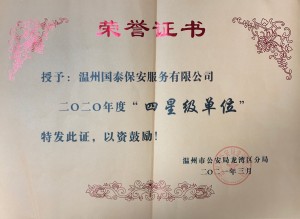 荣誉证书
授予：温州国泰保安服务有限公司
二〇二〇年度“四星级单位”
特发此证，以资鼓励！
温州市公安局龙湾区分局
二〇二一年三月